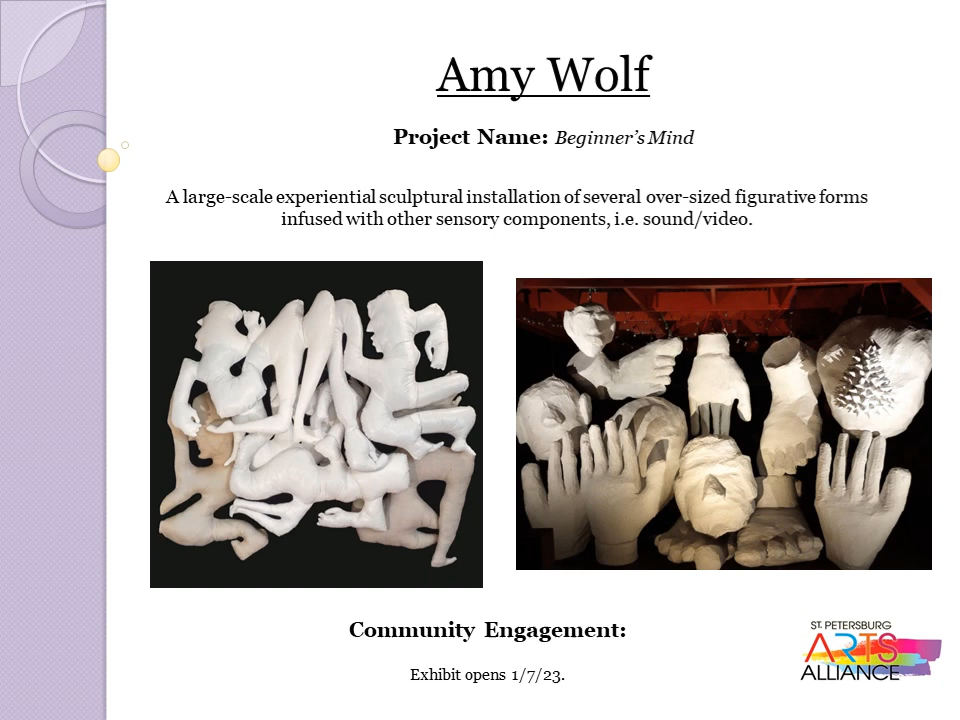 Amy Wolf
Project Name: Beginner's Mind
A large-scale experiential sculptural installation of several over-sized figurative forms
infused with other sensory components, i.e. sound/video.
Community Engagement:
Exhibit opens 1/7/23.
ST. PETERSBURG
ARTS
ALLIANCE